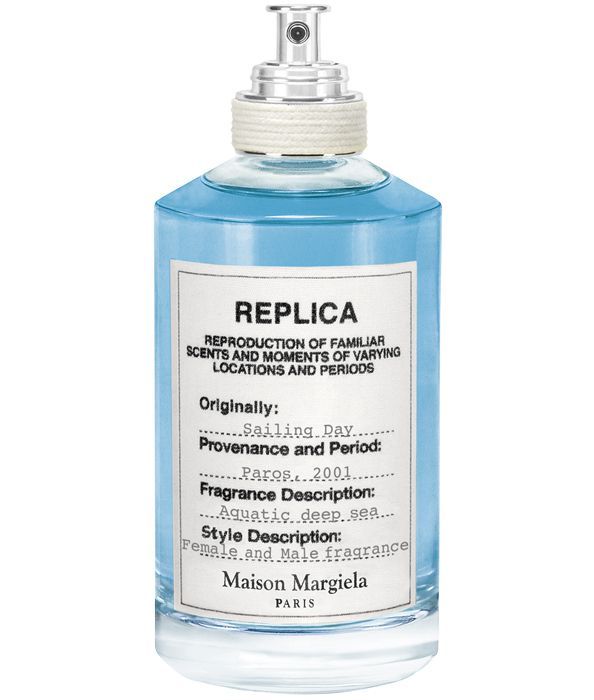 REPLICA
REPRODUCTION OF FAMILIAR
SCENTS AND MOMENTS OF VARYING
LOCATIONS AND PERIODS
Originally:
Sailing Day
Provenance and Period:
Paros, 2001
Fragrance Description:
Aquatic deep sea
Style Description:
Female and Male fragrance
Maison Margiela
PARIS